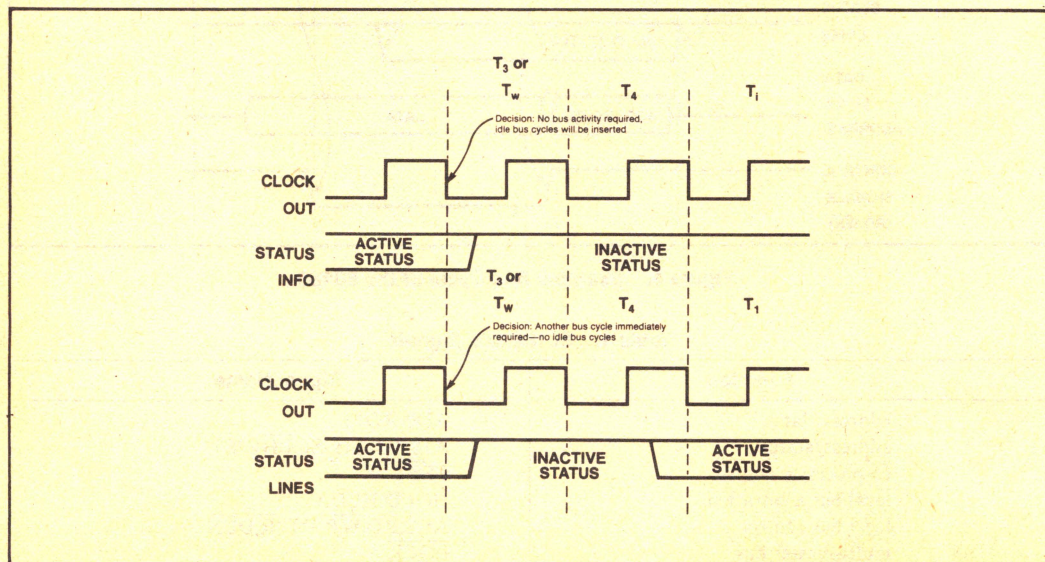 T3 or
Tw T4 Ti
Decision: No bus activity required,
idle bus cycles will be inserted
CLOCK
OUT
STATUS
INFO
ACTIVE
STATUS
INACTIVE
STATUS
T3 or
TW T4 T1
Decision: Another bus cycle immediately
required—no idle bus cycles
CLOCK
OUT
STATUS
LINES
ACTIVE
STATUS
INACTIVE
STATUS
ACTIVE
STATUS